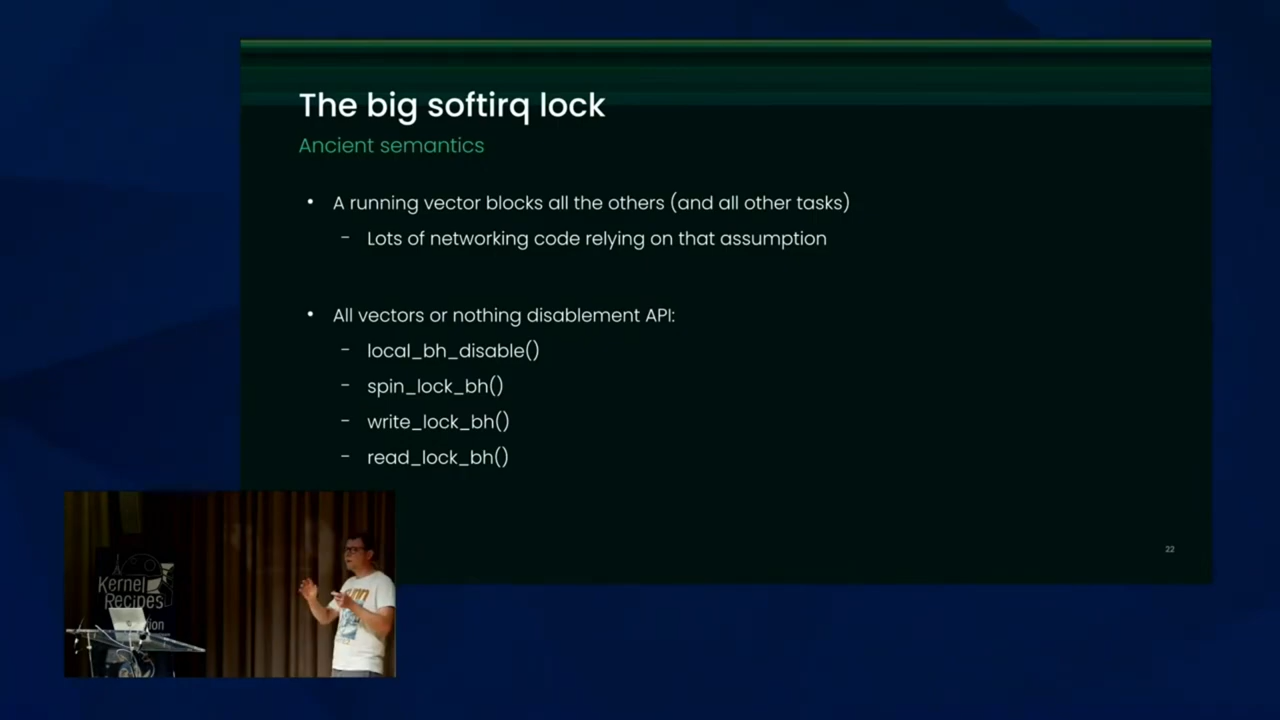 The big softirq lock
Ancient semantics
• A running vector blocks all the others (and all other tasks)
– Lots of networking code relying on that assumption
• All vectors or nothing disablement API:
– local_bh_disable()
– spin_lock_bh()
– write_lock_bh()
– read_lock_bh()
22
Kernel
Recipes